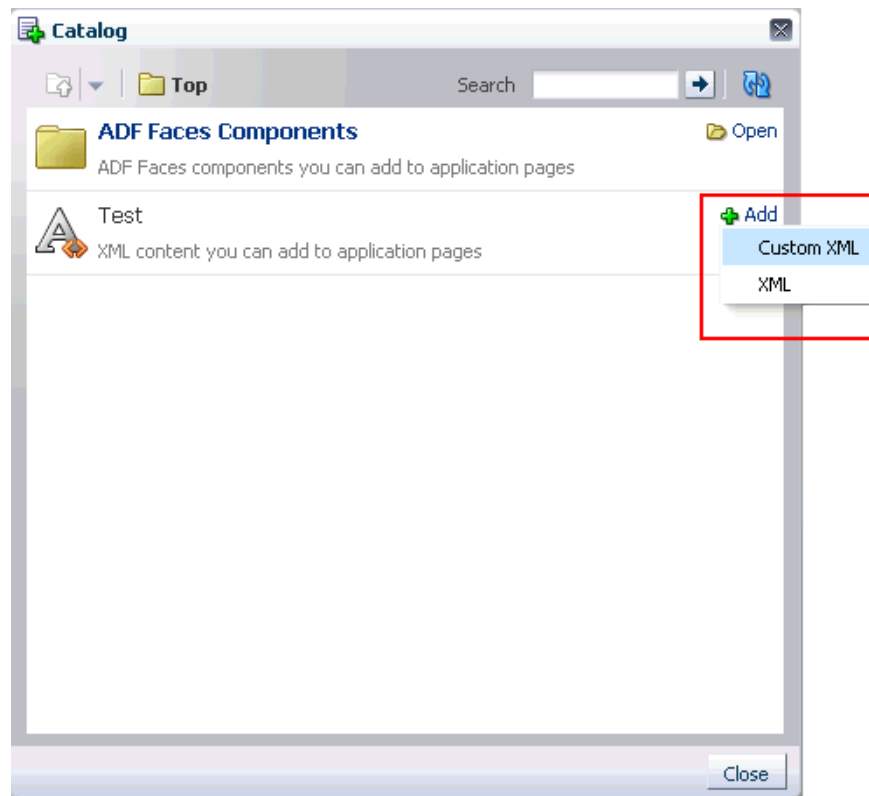 Catalog
Top Search
ADF Faces Components Open
ADF Faces components you can add to application pages
Test Add
XML content you can add to application pages
Custom XML
XML
Close